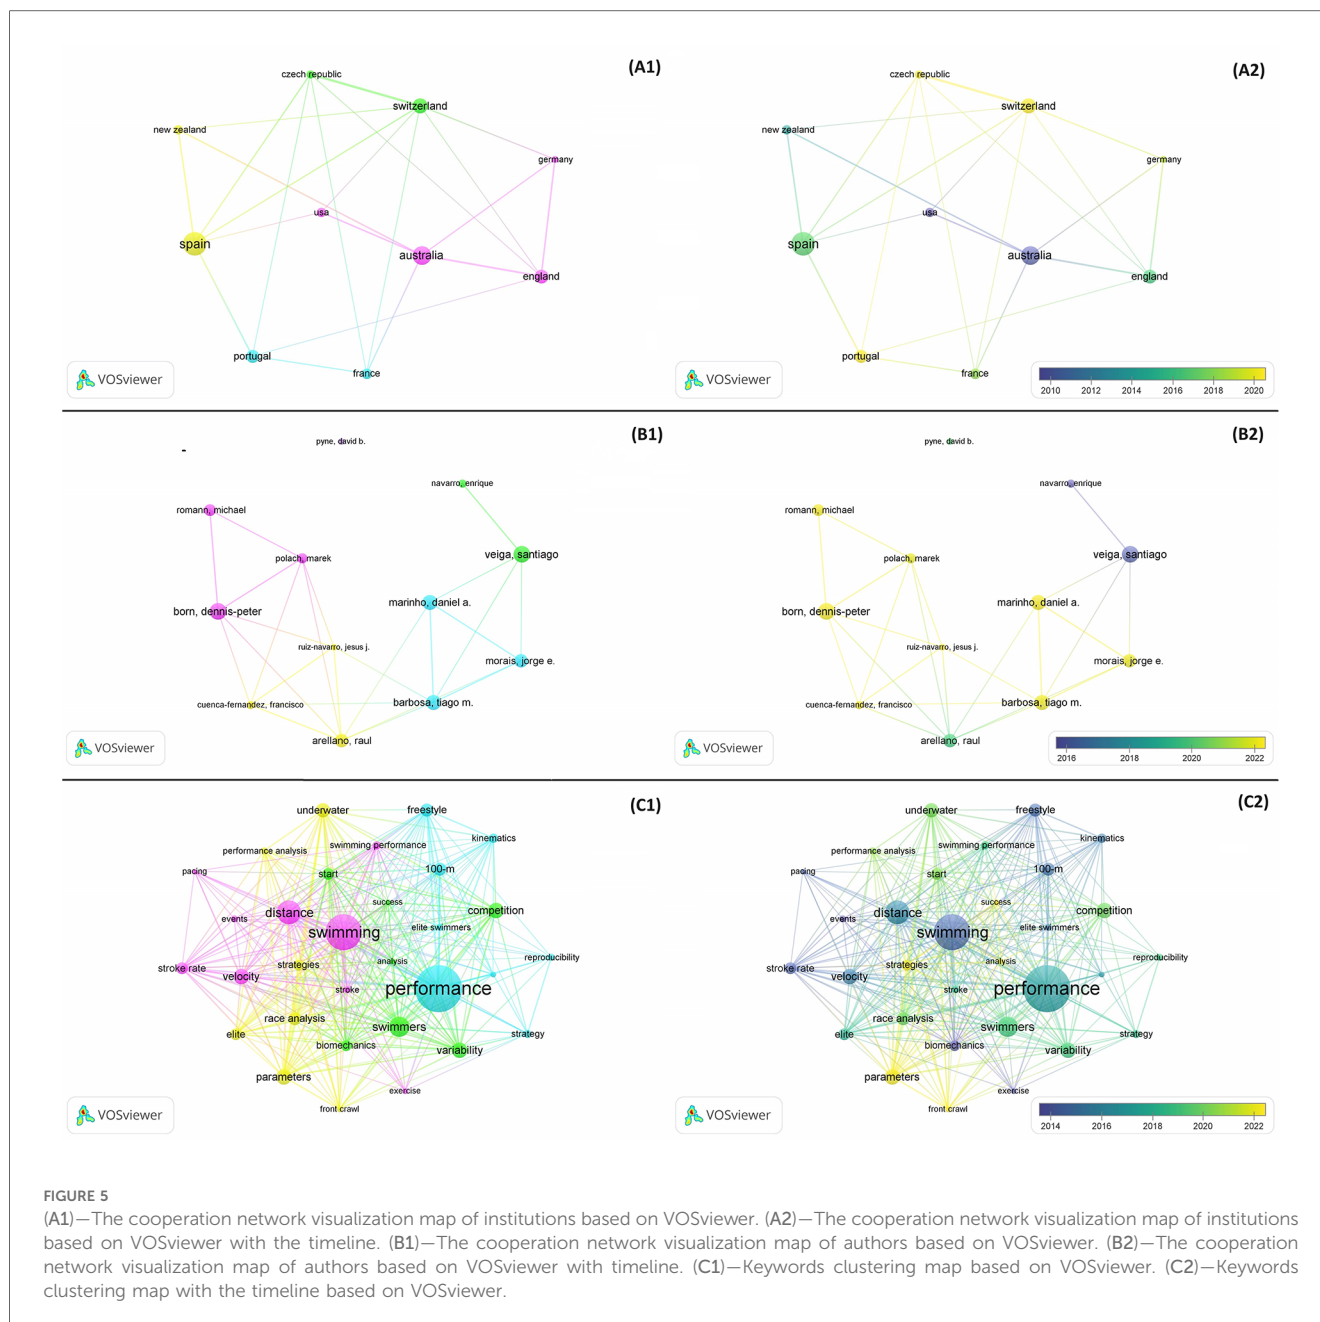 (A1)
czech republic
switzerland
new zealand
germany
usa
spain
australia
england
portugal
france
VOSviewer
(A2)
czech republic
switzerland
new zealand
germany
usa
spain
australia
england
portugal
france
VOSviewer
2010 2012 2014 2016 2018 2020
(B1)
pyne, david b.
-
navarro, enrique
romann, michael
polach, marek
veiga, santiago
born, dennis-peter
marinho, daniel a.
ruiz-navarro, jesus j.
morais, jorge e.
cuenca-fernandez, francisco
barbosa, tiago m.
arellano, raul
VOSviewer
(B2)
pyne, david b.
navarro, enrique
romann, michael
polach, marek
veiga, santiago
born, dennis-peter
marinho, daniel a.
ruiz-navarro, jesus j.
morais, jorge e.
cuenca-fernandez, francisco
barbosa, tiago m.
arellano, raul
VOSviewer
2016 2018 2020 2022
(C1)
underwater
freestyle
kinematics
performance analysis
swimming performance
pacing
start
100-m
success
distance
competition
events
swimming
elite swimmers
strategies
analysis
reproducibility
stroke rate
velocity
stroke
performance
race analysis
swimmers
elite
strategy
biomechanics
variability
parameters
exercise
front crawl
VOSviewer
(C2)
underwater
freestyle
kinematics
performance analysis
swimming performance
pacing
start
100-m
success
distance
competition
events
swimming
elite swimmers
strategies
analysis
reproducibility
stroke rate
velocity
stroke
performance
race analysis
swimmers
elite
strategy
biomechanics
variability
parameters
exercise
front crawl
VOSviewer
2014 2016 2018 2020 2022
FIGURE 5
(A1)—The cooperation network visualization map of institutions based on VOSviewer. (A2)—The cooperation network visualization map of institutions
based on VOSviewer with the timeline. (B1)—The cooperation network visualization map of authors based on VOSviewer. (B2)—The cooperation
network visualization map of authors based on VOSviewer with timeline. (C1)—Keywords clustering map based on VOSviewer. (C2)—Keywords
clustering map with the timeline based on VOSviewer.